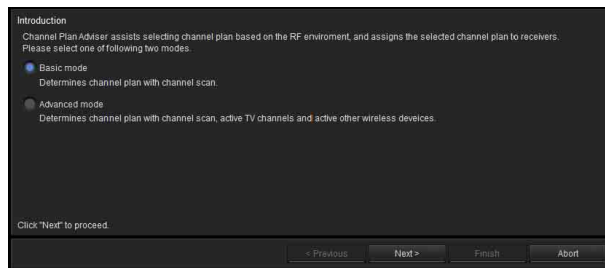 Introduction
Channel Plan Adviser assists selecting channel plan based on the RF enviroment, and assigns the selected channel plan to receivers.
Please select one of following two modes.
Basic mode
Determines channel plan with channel scan.
Advanced mode
Determines channel plan with channel scan, active TV channels and active other wireless deveices.
Click "Next" to proceed.
< Previous Next > Finish Abort